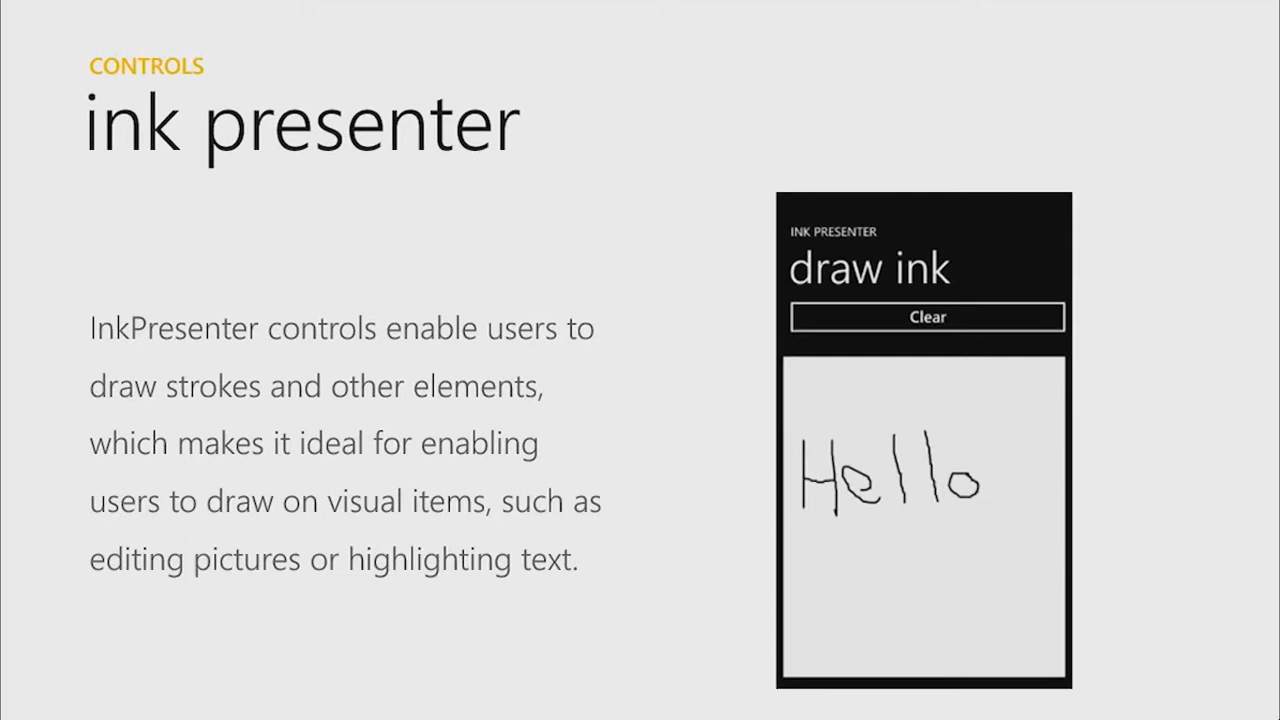 CONTROLS
ink presenter
InkPresenter controls enable users to
draw strokes and other elements,
which makes it ideal for enabling
users to draw on visual items, such as
editing pictures or highlighting text.
INK PRESENTER
draw ink
Clear
Hello